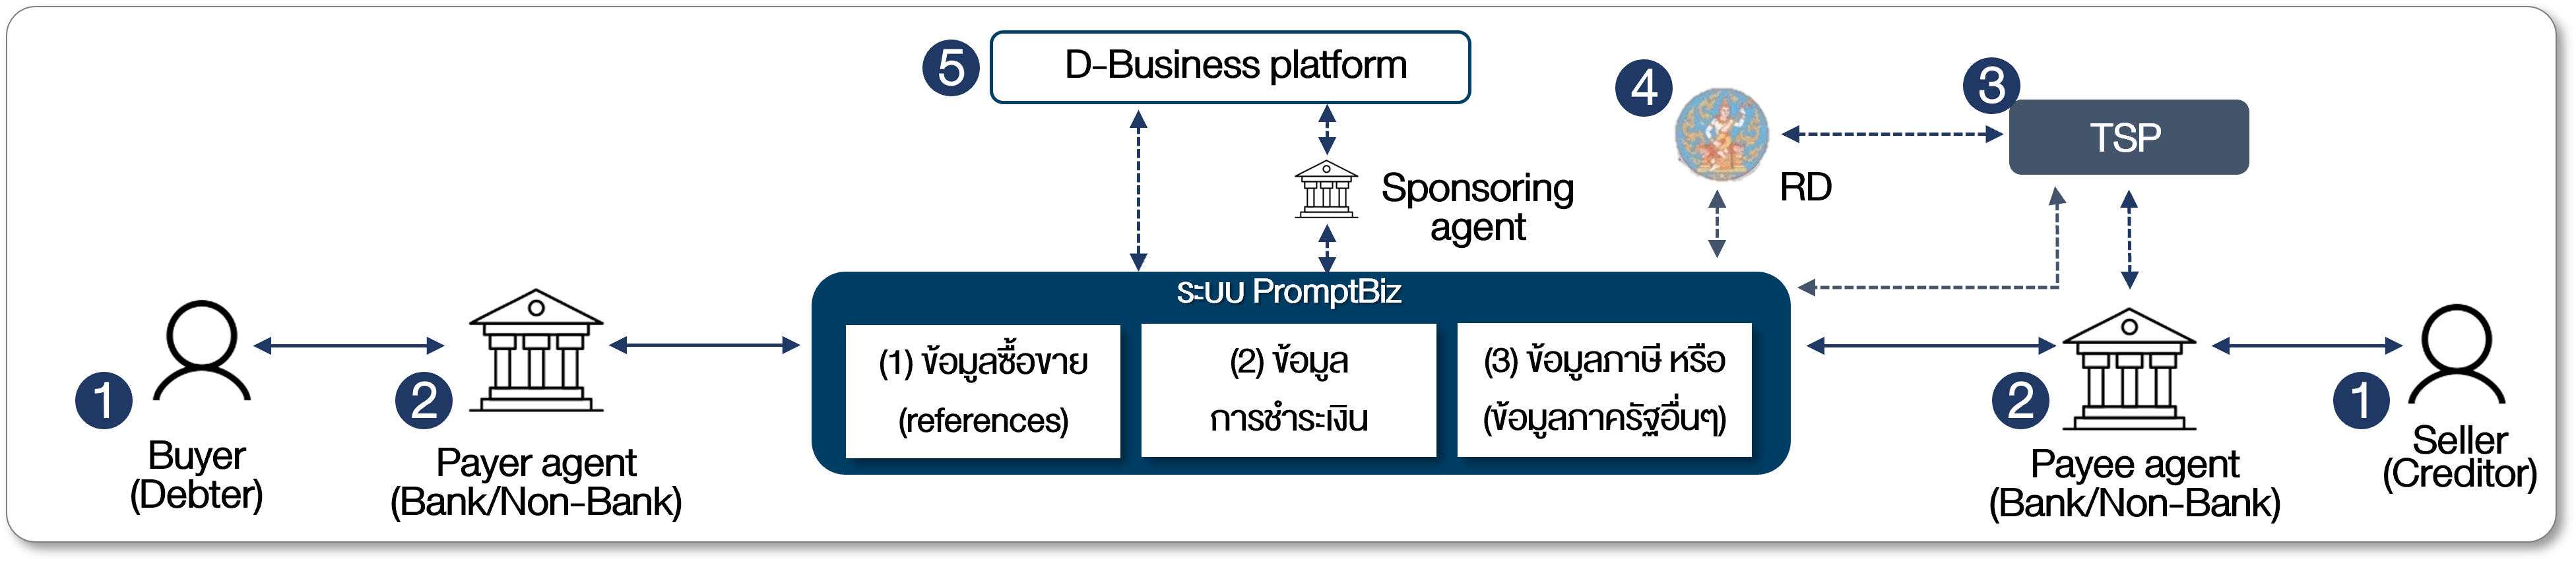 5
D-Business platform
4
3
TSP
RD
Sponsoring
agent
ระบบ PromptBiz
(1) ข้อมูลซื้อขาย
(references)
(2) ข้อมูล
การชำระเงิน
(3) ข้อมูลภาษี หรือ
(ข้อมูลภาครัฐอื่นๆ)
1
Buyer
(Debter)
2
Payer agent
(Bank/Non-Bank)
2
Payee agent
(Bank/Non-Bank)
1
Seller
(Creditor)